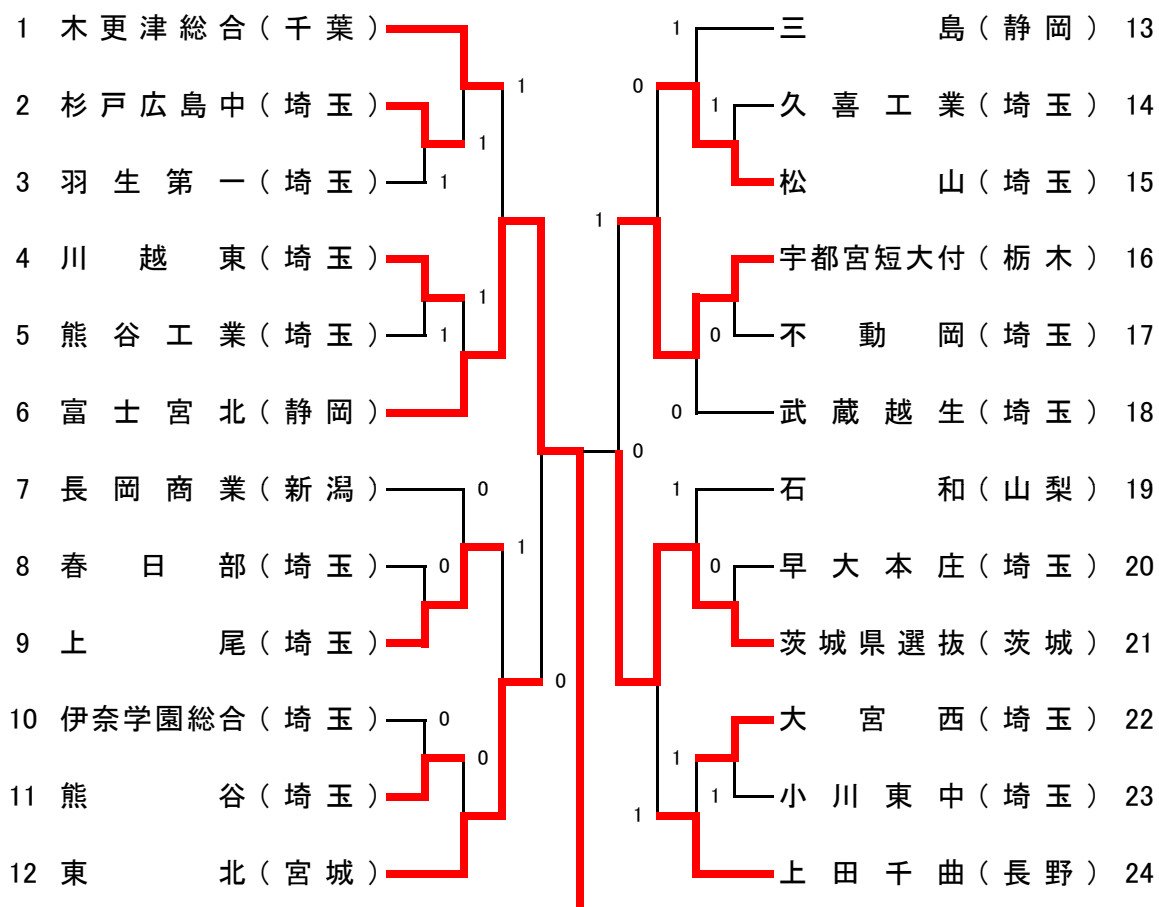 1 木更津総合(千葉)
2 杉戸広島中(埼玉)
3 羽生第一(埼玉)
4 川越東(埼玉)
5 熊谷工業(埼玉)
6 富士宮北(静岡)
7 長岡商業(新潟)
8 春日部(埼玉)
9 上尾(埼玉)
10 伊奈学園総合(埼玉)
11 熊谷(埼玉)
12 東北(宮城)
1
1
1
1
1
0
0
1
0
0
0
1
0
1
1
0
0
0
1
0
1
1
1
三島(静岡) 13
久喜工業(埼玉) 14
松山(埼玉) 15
宇都宮短大付(栃木) 16
不動岡(埼玉) 17
武蔵越生(埼玉) 18
石和(山梨) 19
早大本庄(埼玉) 20
茨城県選抜(茨城) 21
大宮西(埼玉) 22
小川東中(埼玉) 23
上田千曲(長野) 24